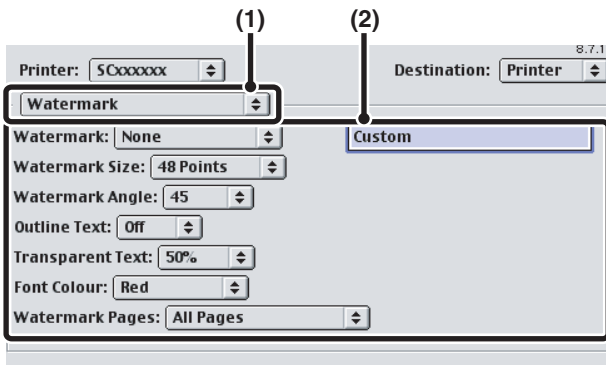 (1) (2)
8.7.1
Printer: SCxxxxxx Destination: Printer
Watermark
Watermark: None Custom
Watermark Size: 48 Points
Watermark Angle: 45
Outline Text: Off
Transparent Text: 50%
Font Colour: Red
Watermark Pages: All Pages